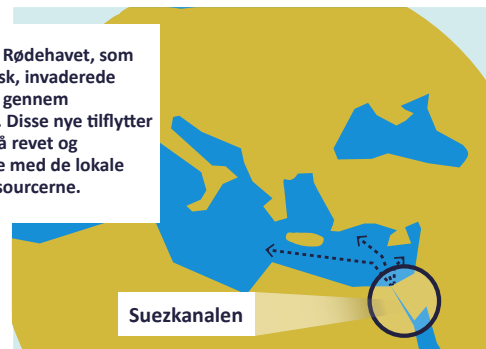 Rødehavet, som
sk, invaderede
gennem
. Disse nye tilflytter
å revet og
e med de lokale
sourcerne.
Suezkanalen